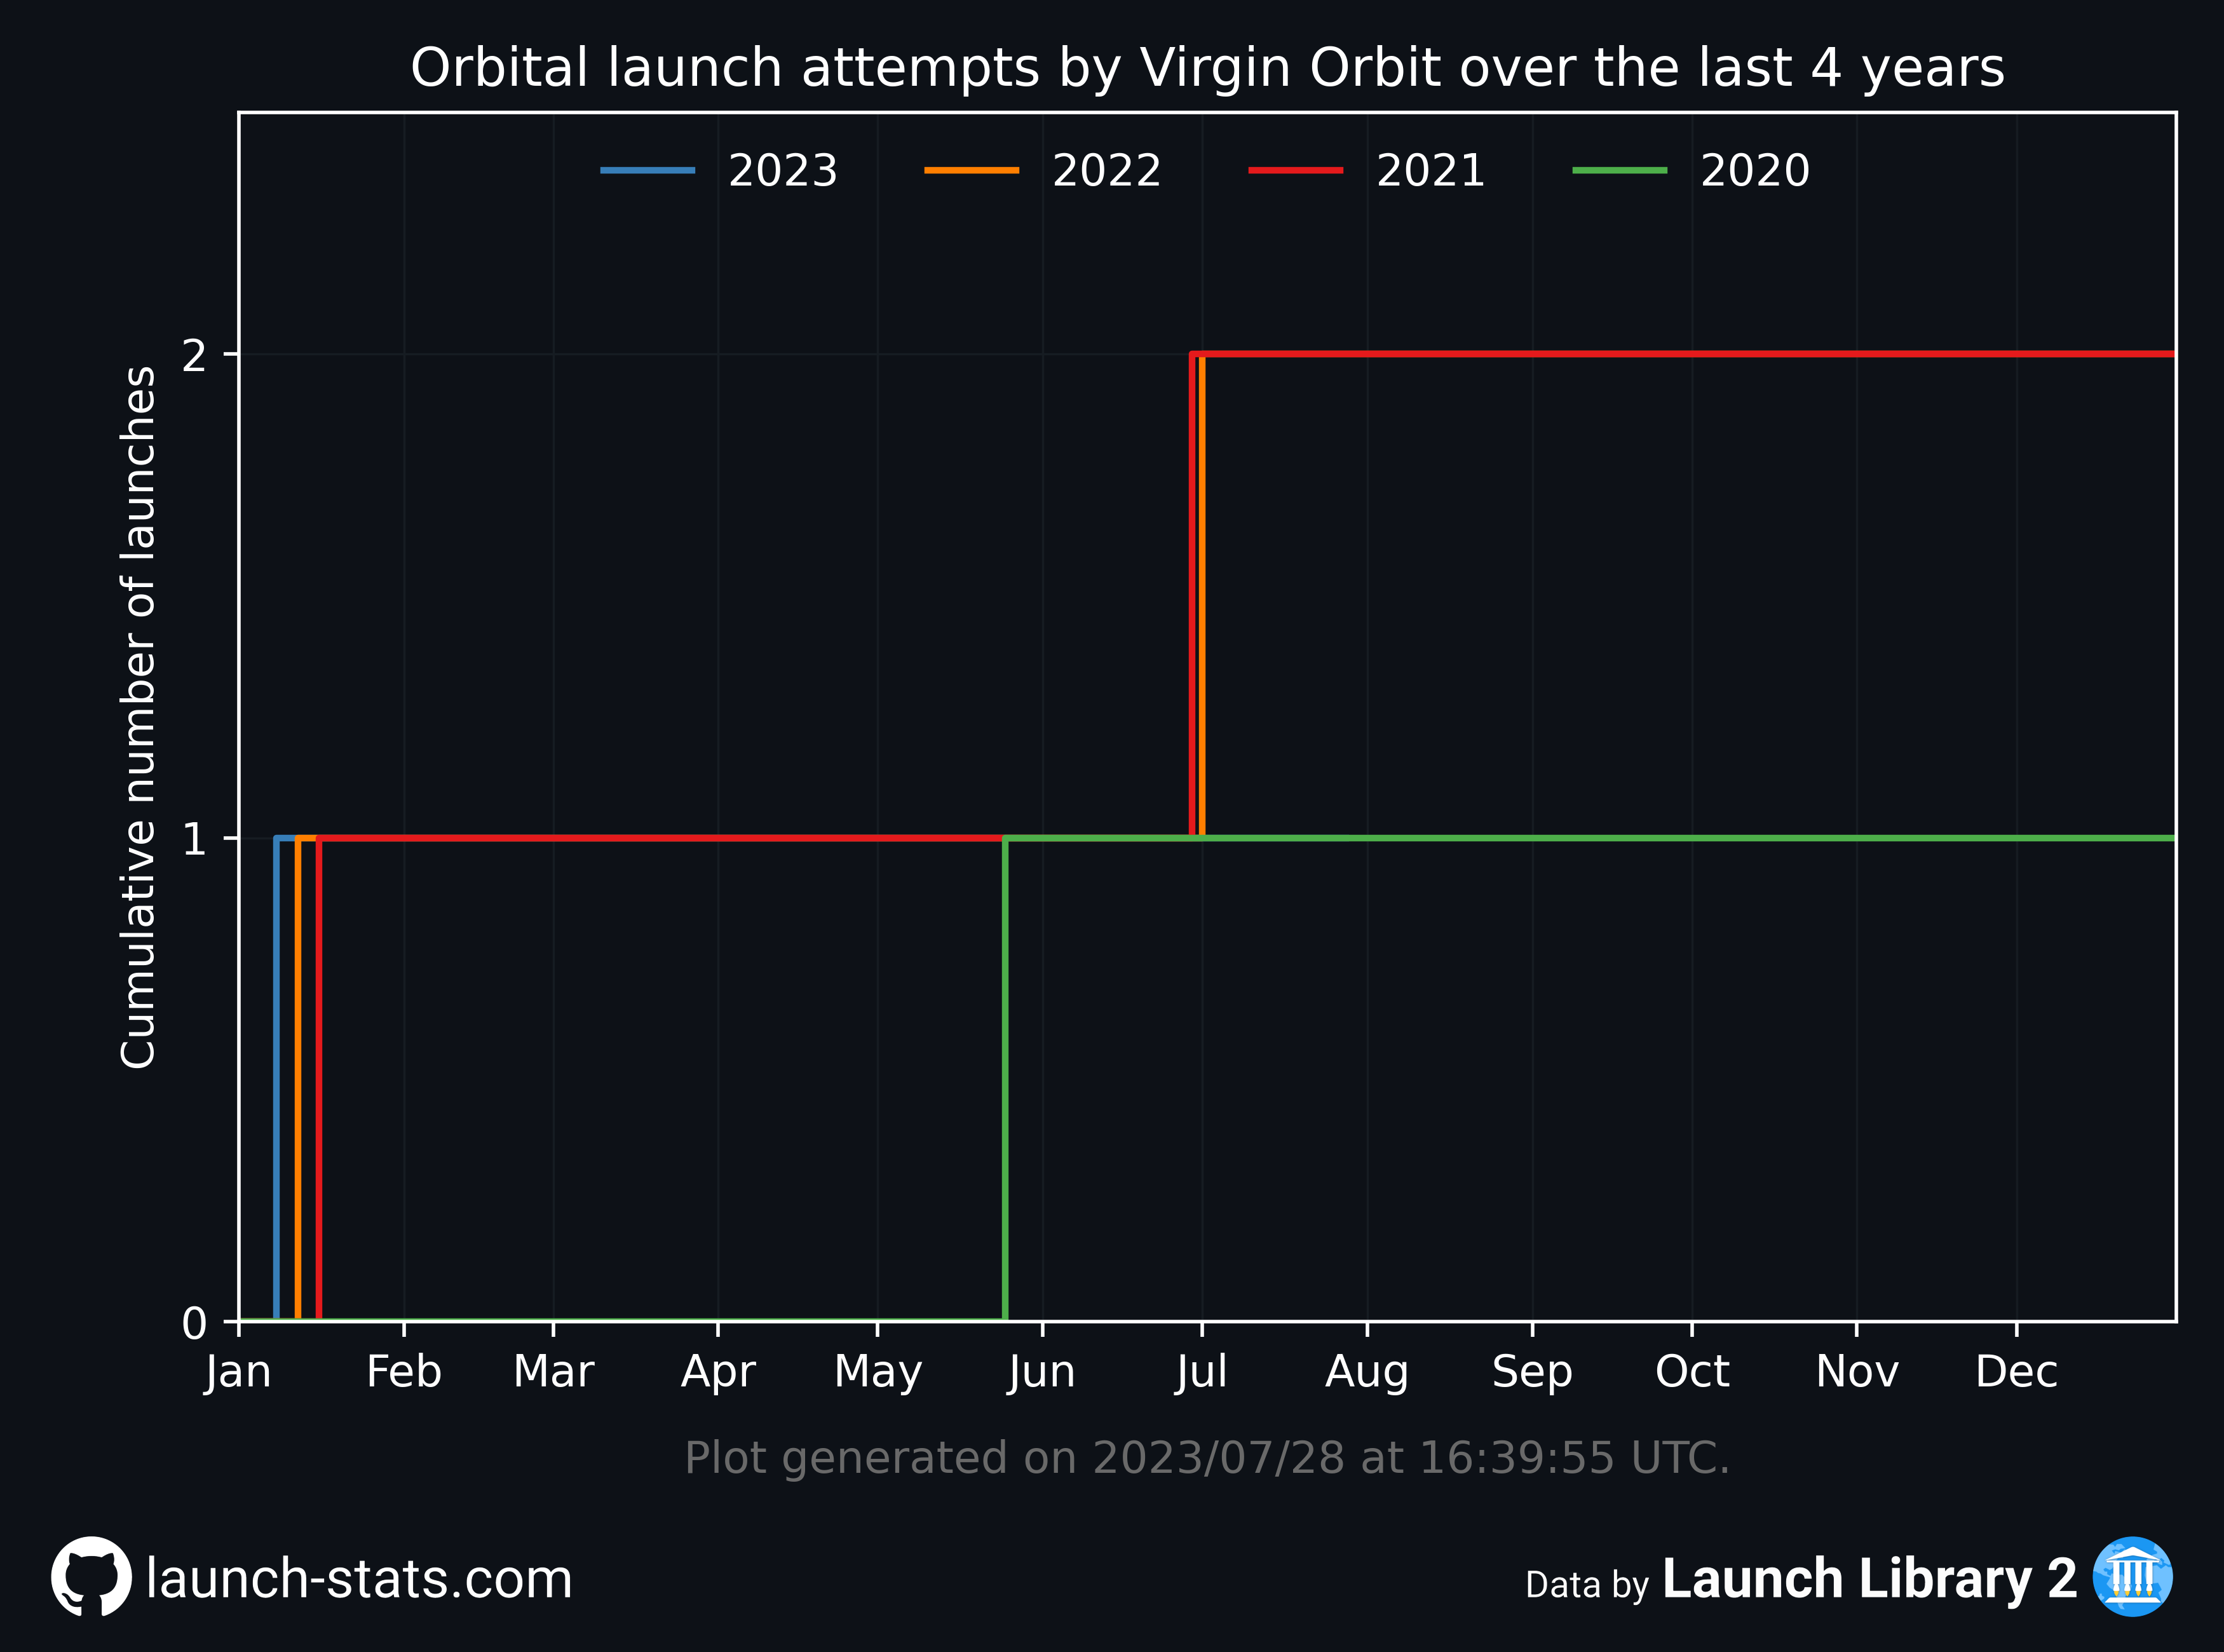 Orbital launch attempts by Virgin Orbit over the last 4 years
2023 2022 2021 2020
Cumulative number of launches
2
1
0
Jan Feb Mar Apr May Jun Jul Aug Sep Oct Nov Dec
Plot generated on 2023/07/28 at 16:39:55 UTC.
launch-stats.com
Data by Launch Library 2